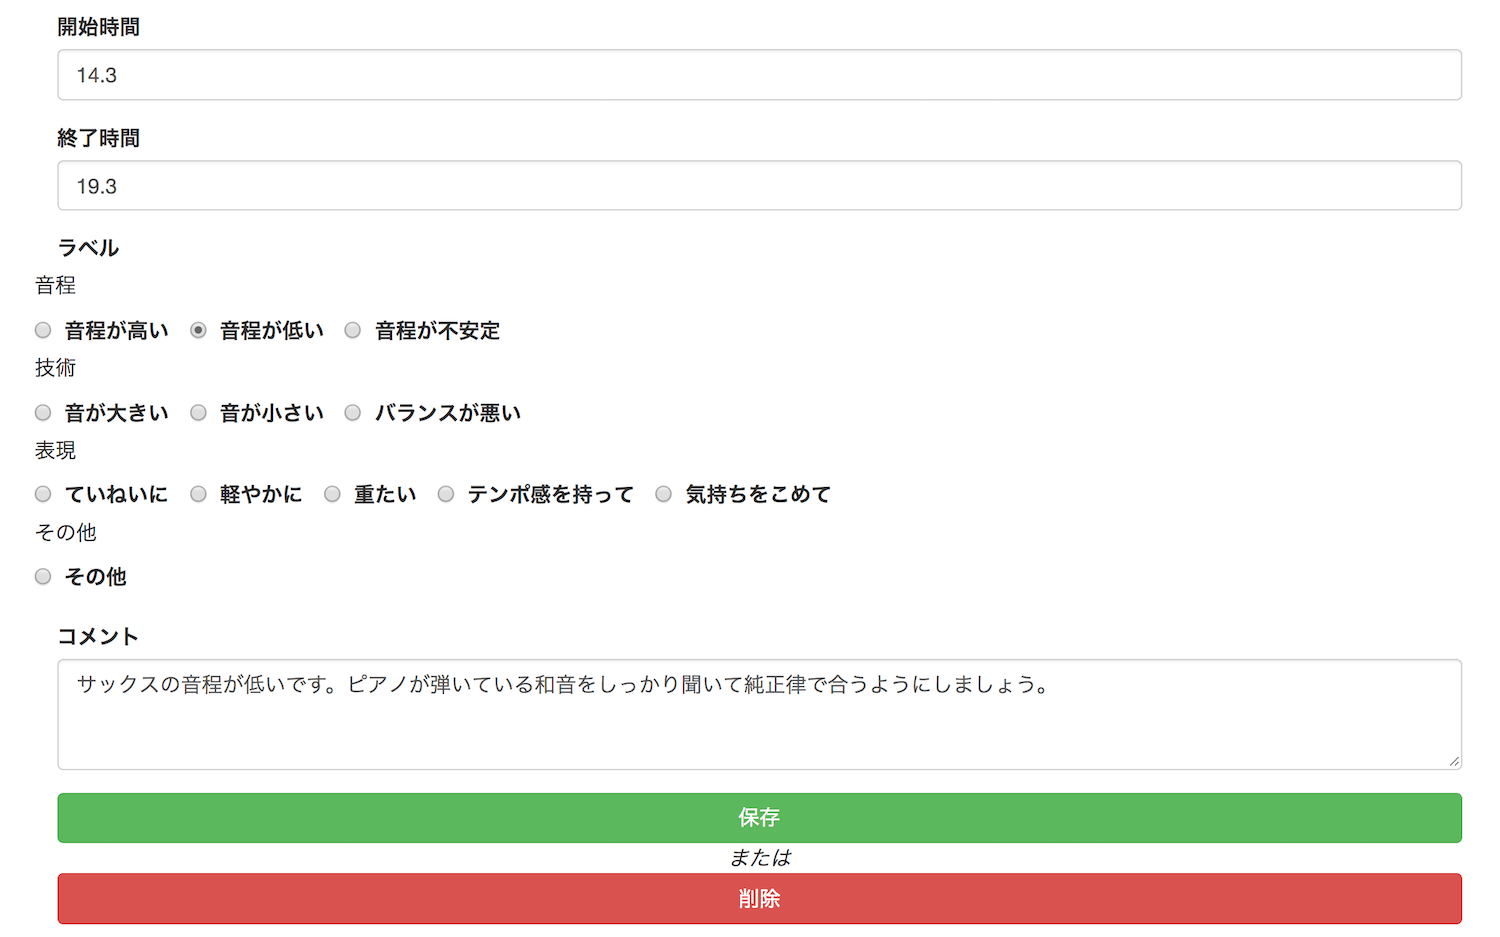 開始時間
14.3
終了時間
19.3
ラベル
音程
音程が高い 音程が低い 音程が不安定
技術
音が大きい 音が小さい バランスが悪い
表現
ていねいに 軽やかに 重たい テンポ感を持って 気持ちをこめて
その他
その他
コメント
サックスの音程が低いです。ピアノが弾いている和音をしっかり聞いて純正律で合うようにしましょう。
保存
または
削除